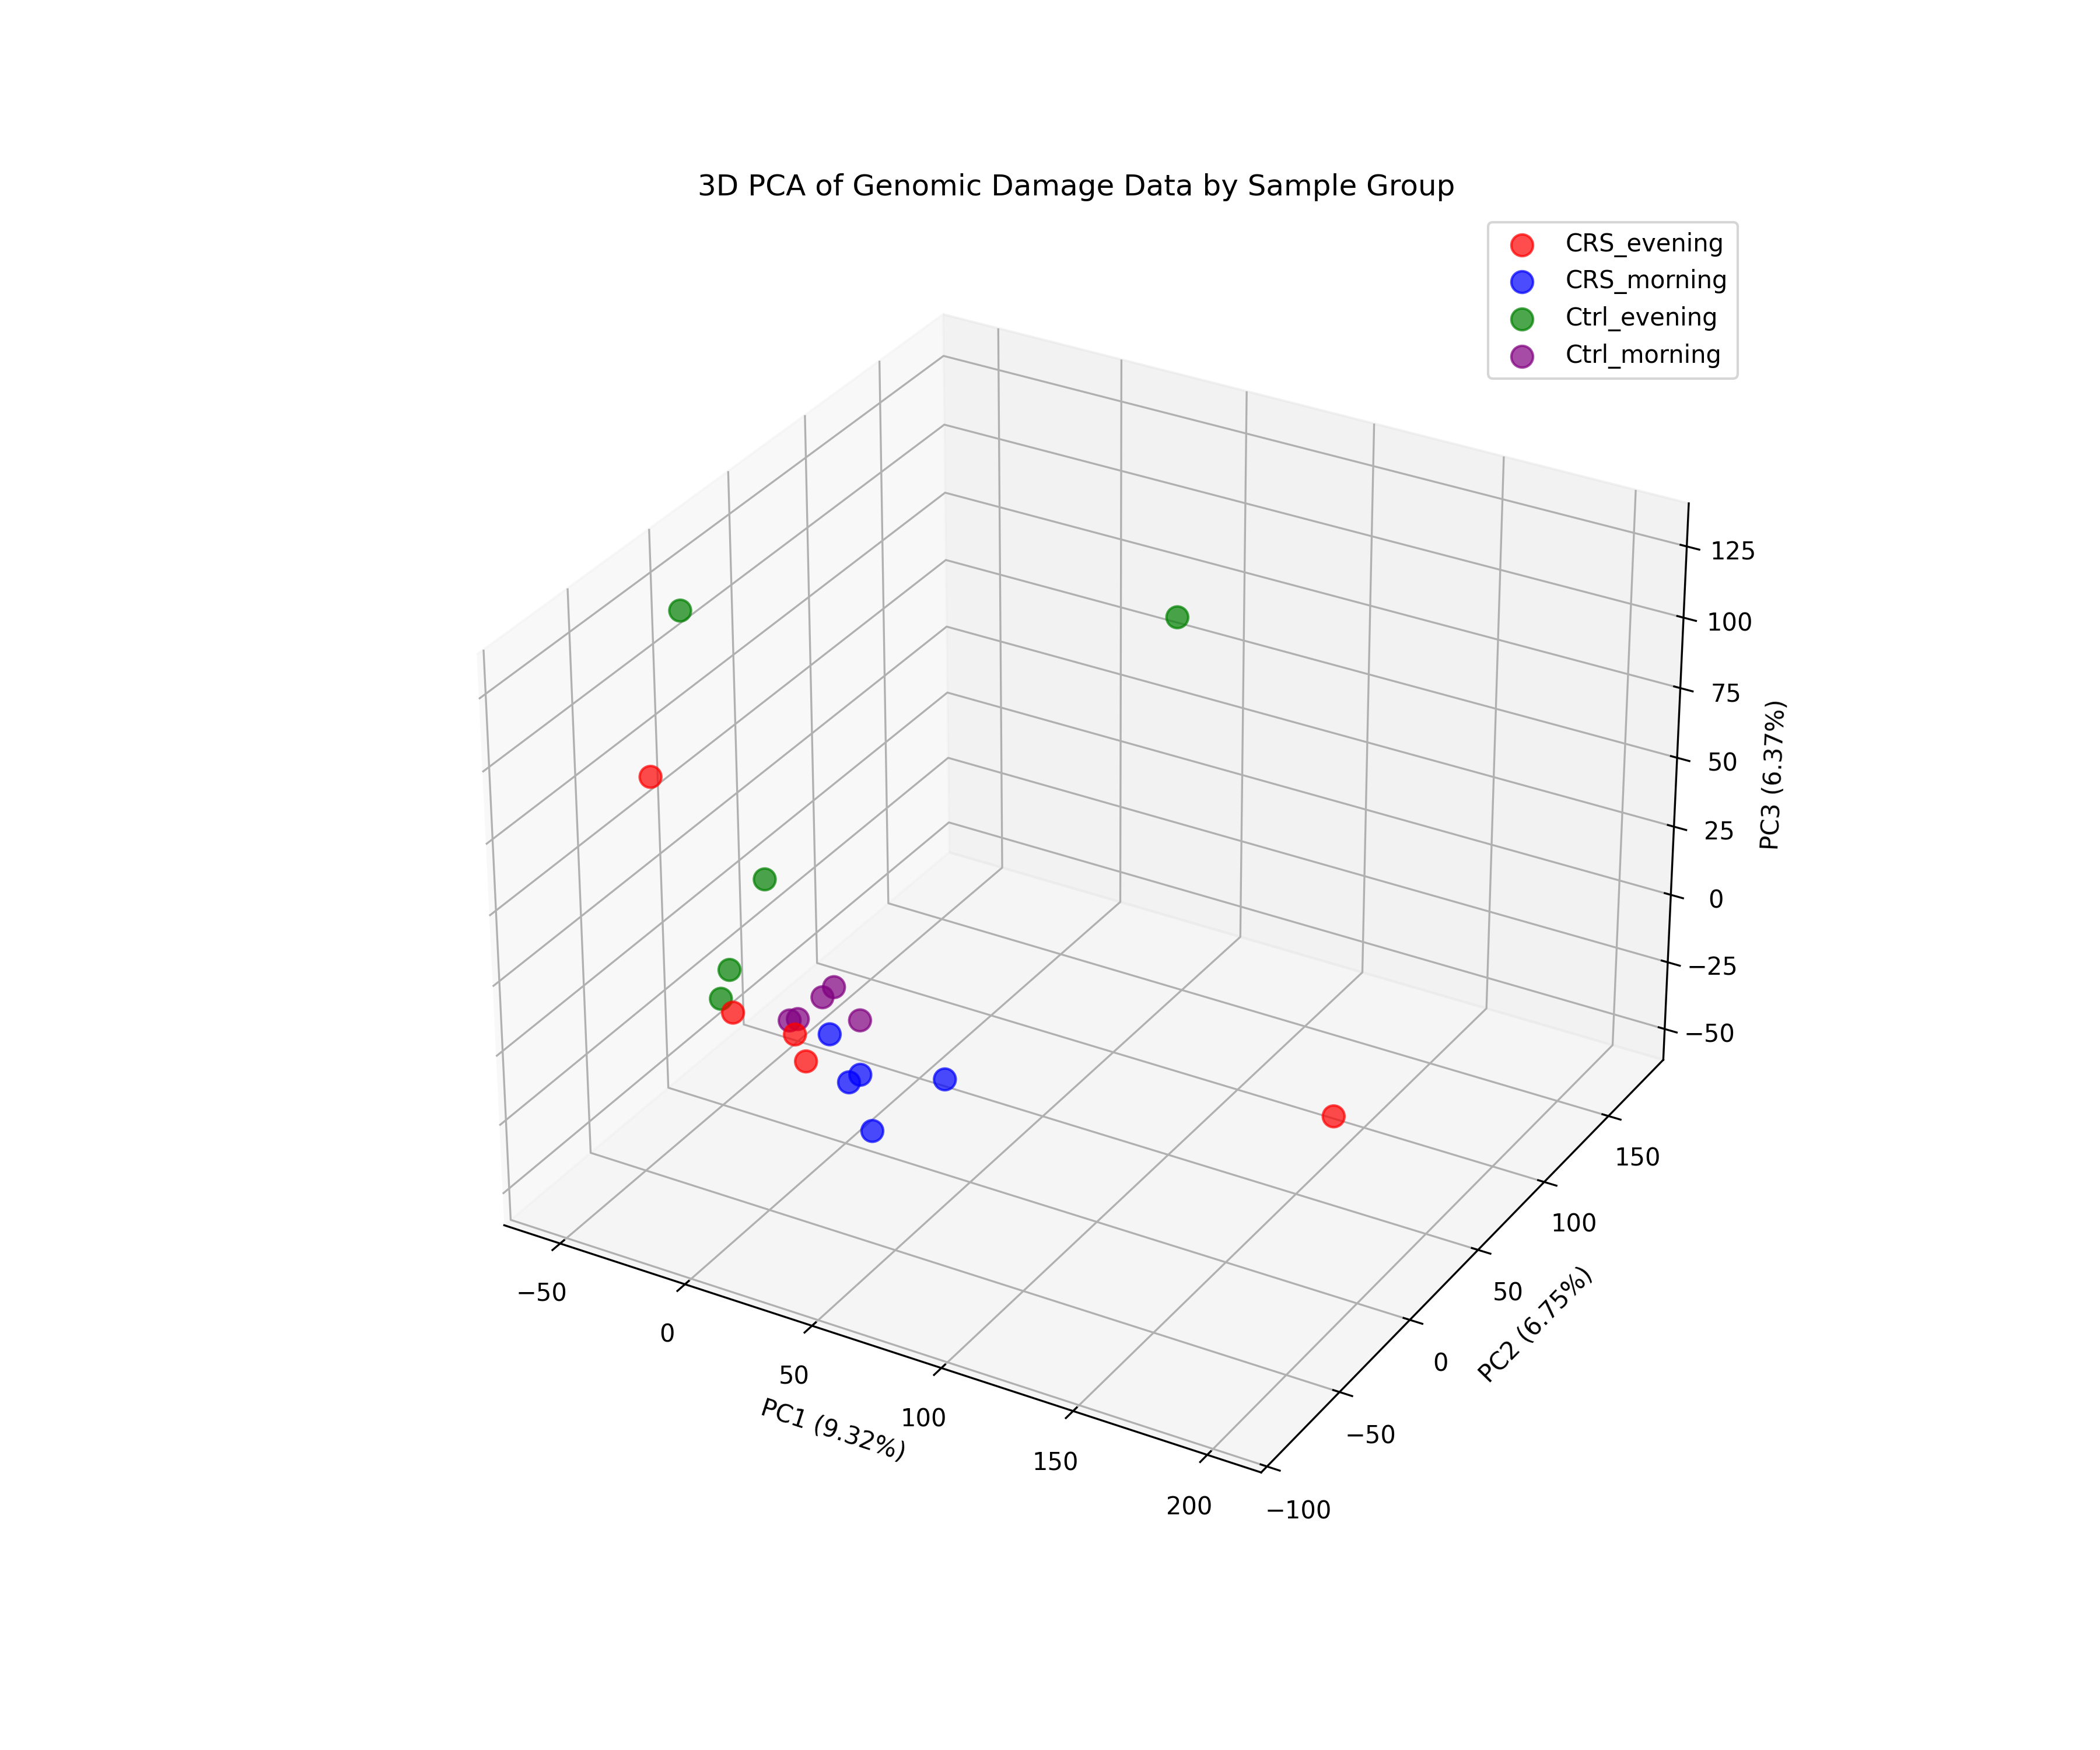 3D PCA of Genomic Damage Data by Sample Group
CRS_evening
CRS_morning
Ctrl_evening
Ctrl_morning
125
100
75
50
25
0
−25
−50
PC3 (6.37%)
150
100
50
0
−50
−100
PC2 (6.75%)
−50
0
50
100
150
200
PC1 (9.32%)